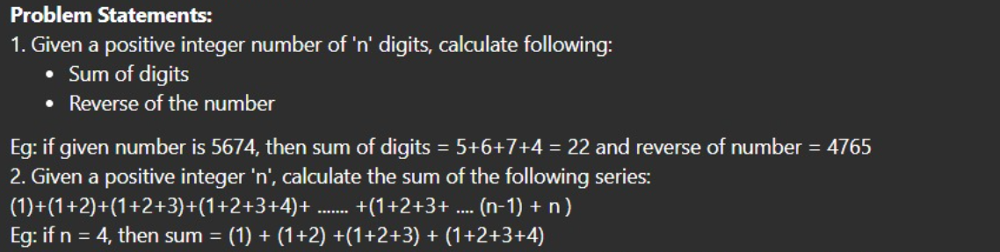 Problem Statements:
1. Given a positive integer number of 'n' digits, calculate following:
• Sum of digits
• Reverse of the number
Eg: if given number is 5674, then sum of digits = 5+6+7+4 = 22 and reverse of number = 4765
2. Given a positive integer 'n', calculate the sum of the following series:
(1)+(1+2)+(1+2+3)+(1+2+3+4)+ ....... +(1+2+3+ .... (n-1) + n )
Eg: if n = 4, then sum = (1) + (1+2) +(1+2+3) + (1+2+3+4)